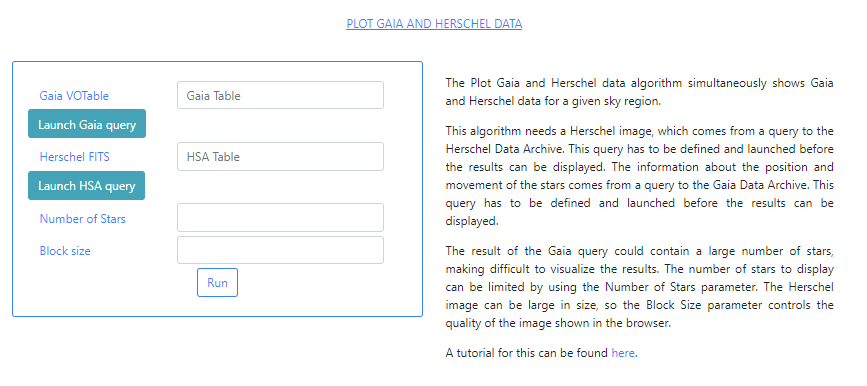 PLOT GAIA AND HERSCHEL DATA
Gaia VOTable
Gaia Table
Launch Gaia query
Herschel FITS
HSA Table
Launch HSA query
Number of Stars
Block size
Run
The Plot Gaia and Herschel data algorithm simultaneously shows Gaia
and Herschel data for a given sky region.
This algorithm needs a Herschel image, which comes from a query to the
Herschel Data Archive. This query has to be defined and launched before
the results can be displayed. The information about the position and
movement of the stars comes from a query to the Gaia Data Archive. This
query has to be defined and launched before the results can be
displayed.
The result of the Gaia query could contain a large number of stars,
making difficult to visualize the results. The number of stars to display
can be limited by using the Number of Stars parameter. The Herschel
image can be large in size, so the Block Size parameter controls the
quality of the image shown in the browser.
A tutorial for this can be found here.